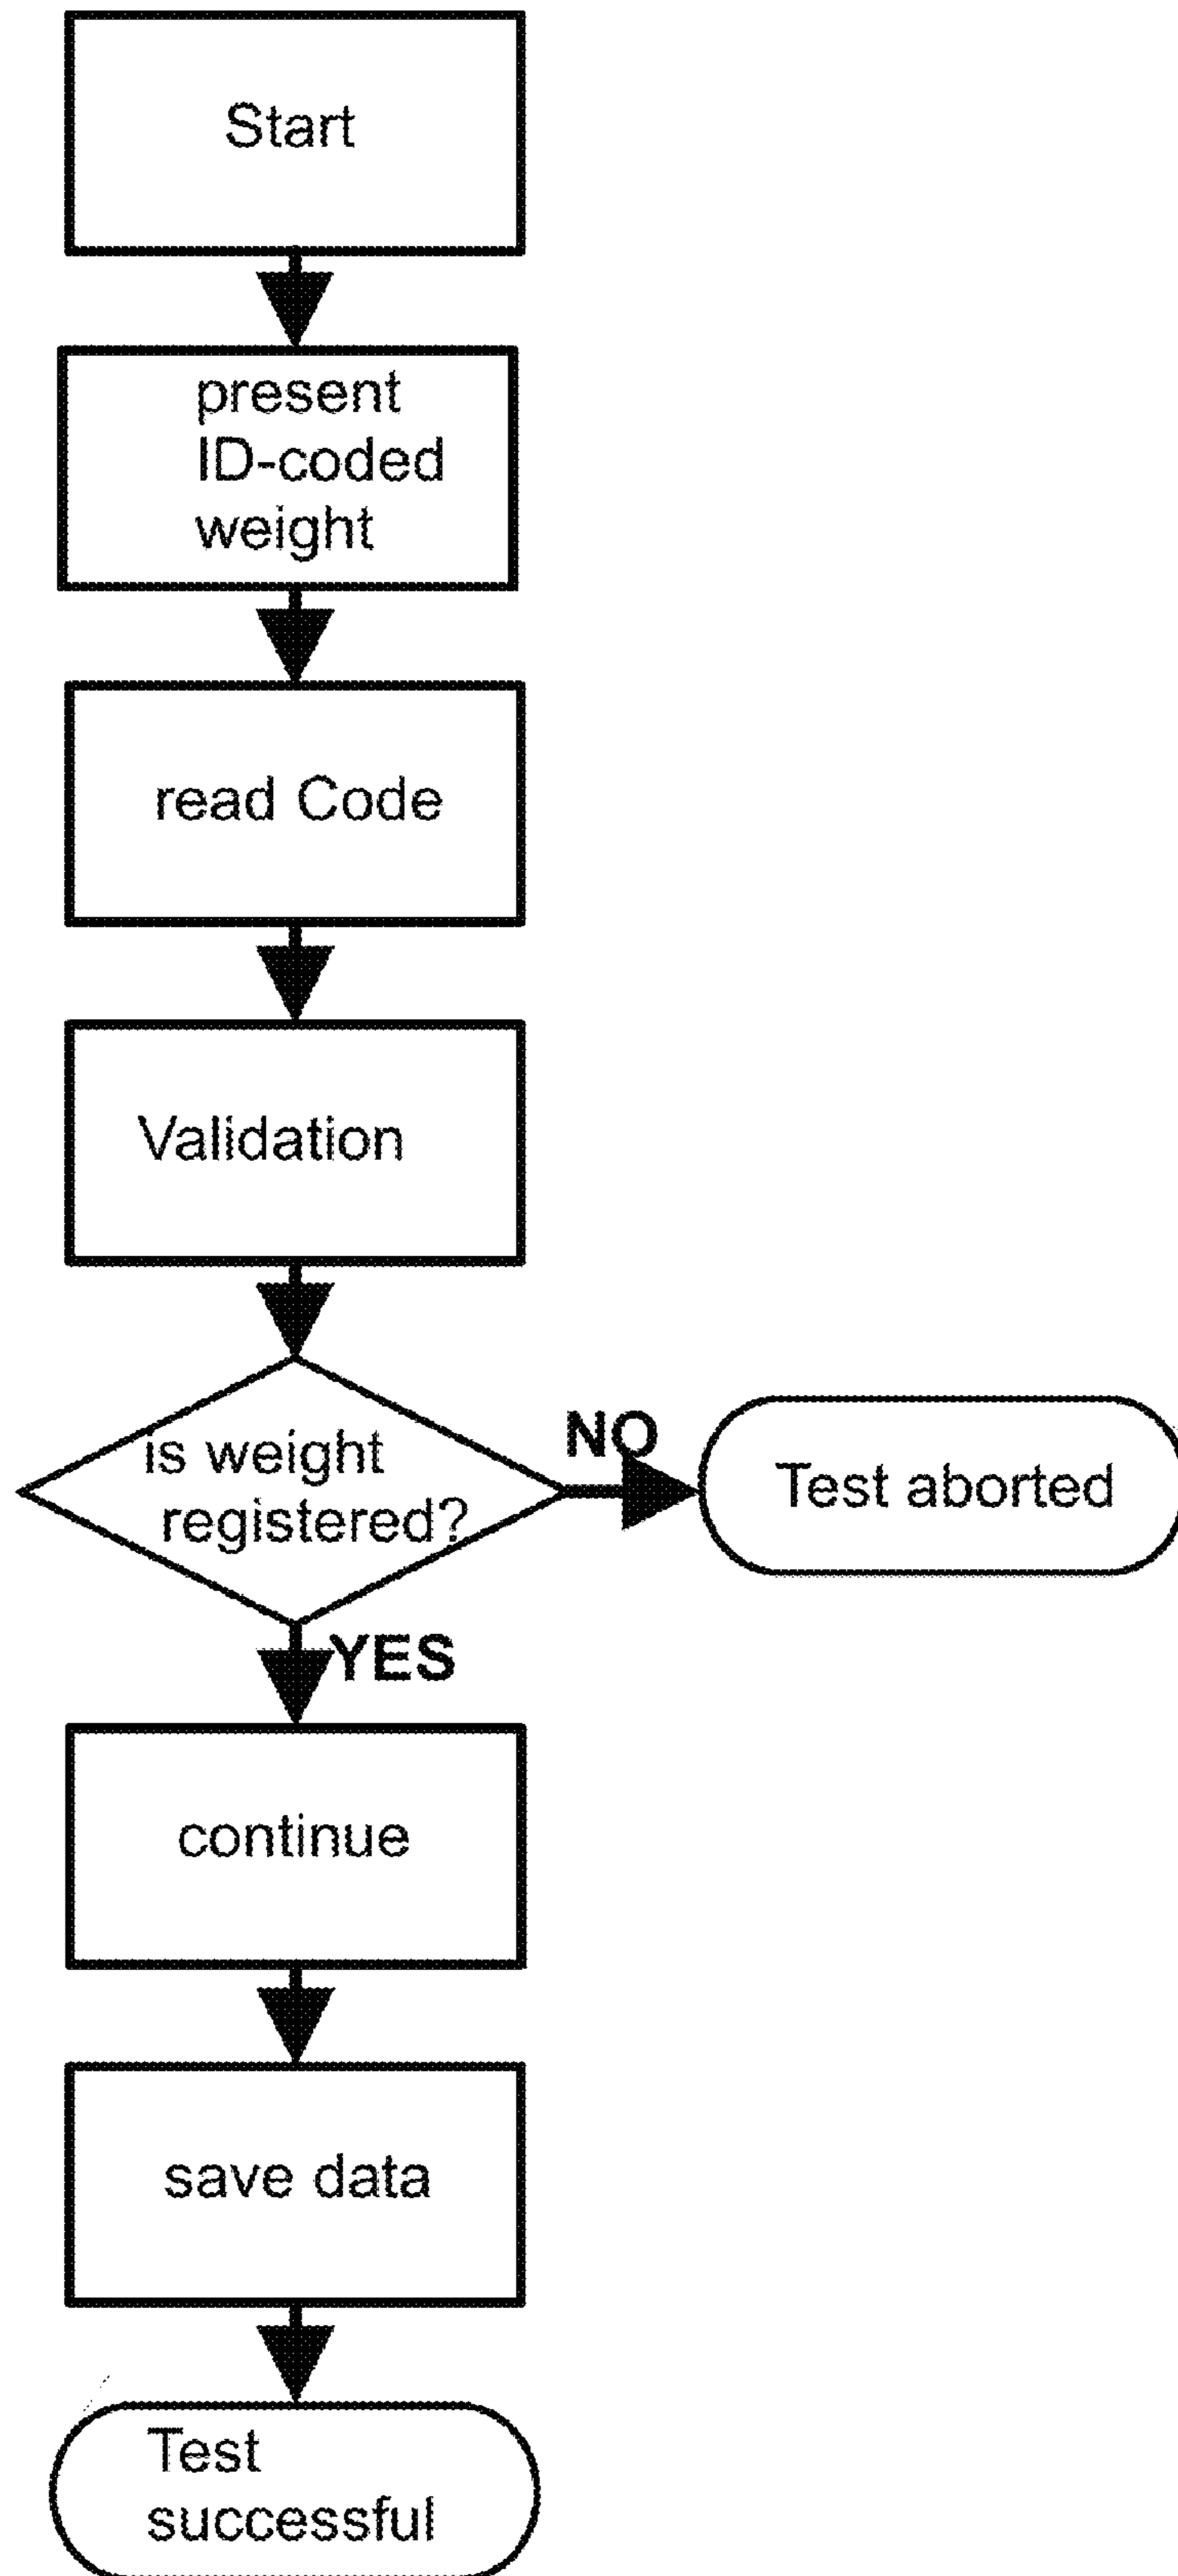 Start
present
ID-coded
weight
read Code
Validation
is weight
registered?
NO
Test aborted
YES
continue
save data
Test
successful